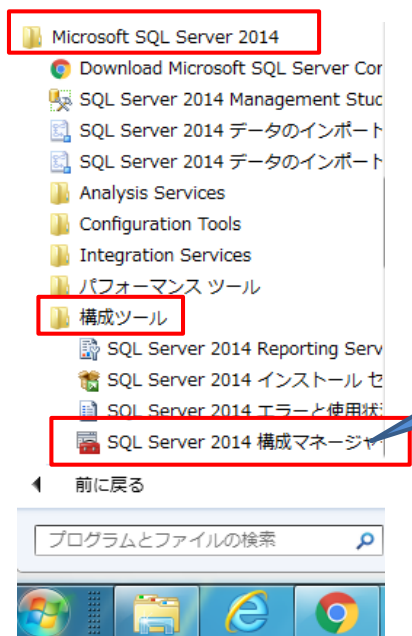 Microsoft SQL Server 2014
Download Microsoft SQL Server Cor
SQL Server 2014 Management Stuc
SQL Server 2014 データのインポート
SQL Server 2014 データのインポート
Analysis Services
Configuration Tools
Integration Services
パフォーマンス ツール
構成ツール
SQL Server 2014 Reporting Serv
SQL Server 2014 インストール セ
SQL Server 2014 エラーと使用状
SQL Server 2014 構成マネージャ
前に戻る
プログラムとファイルの検索